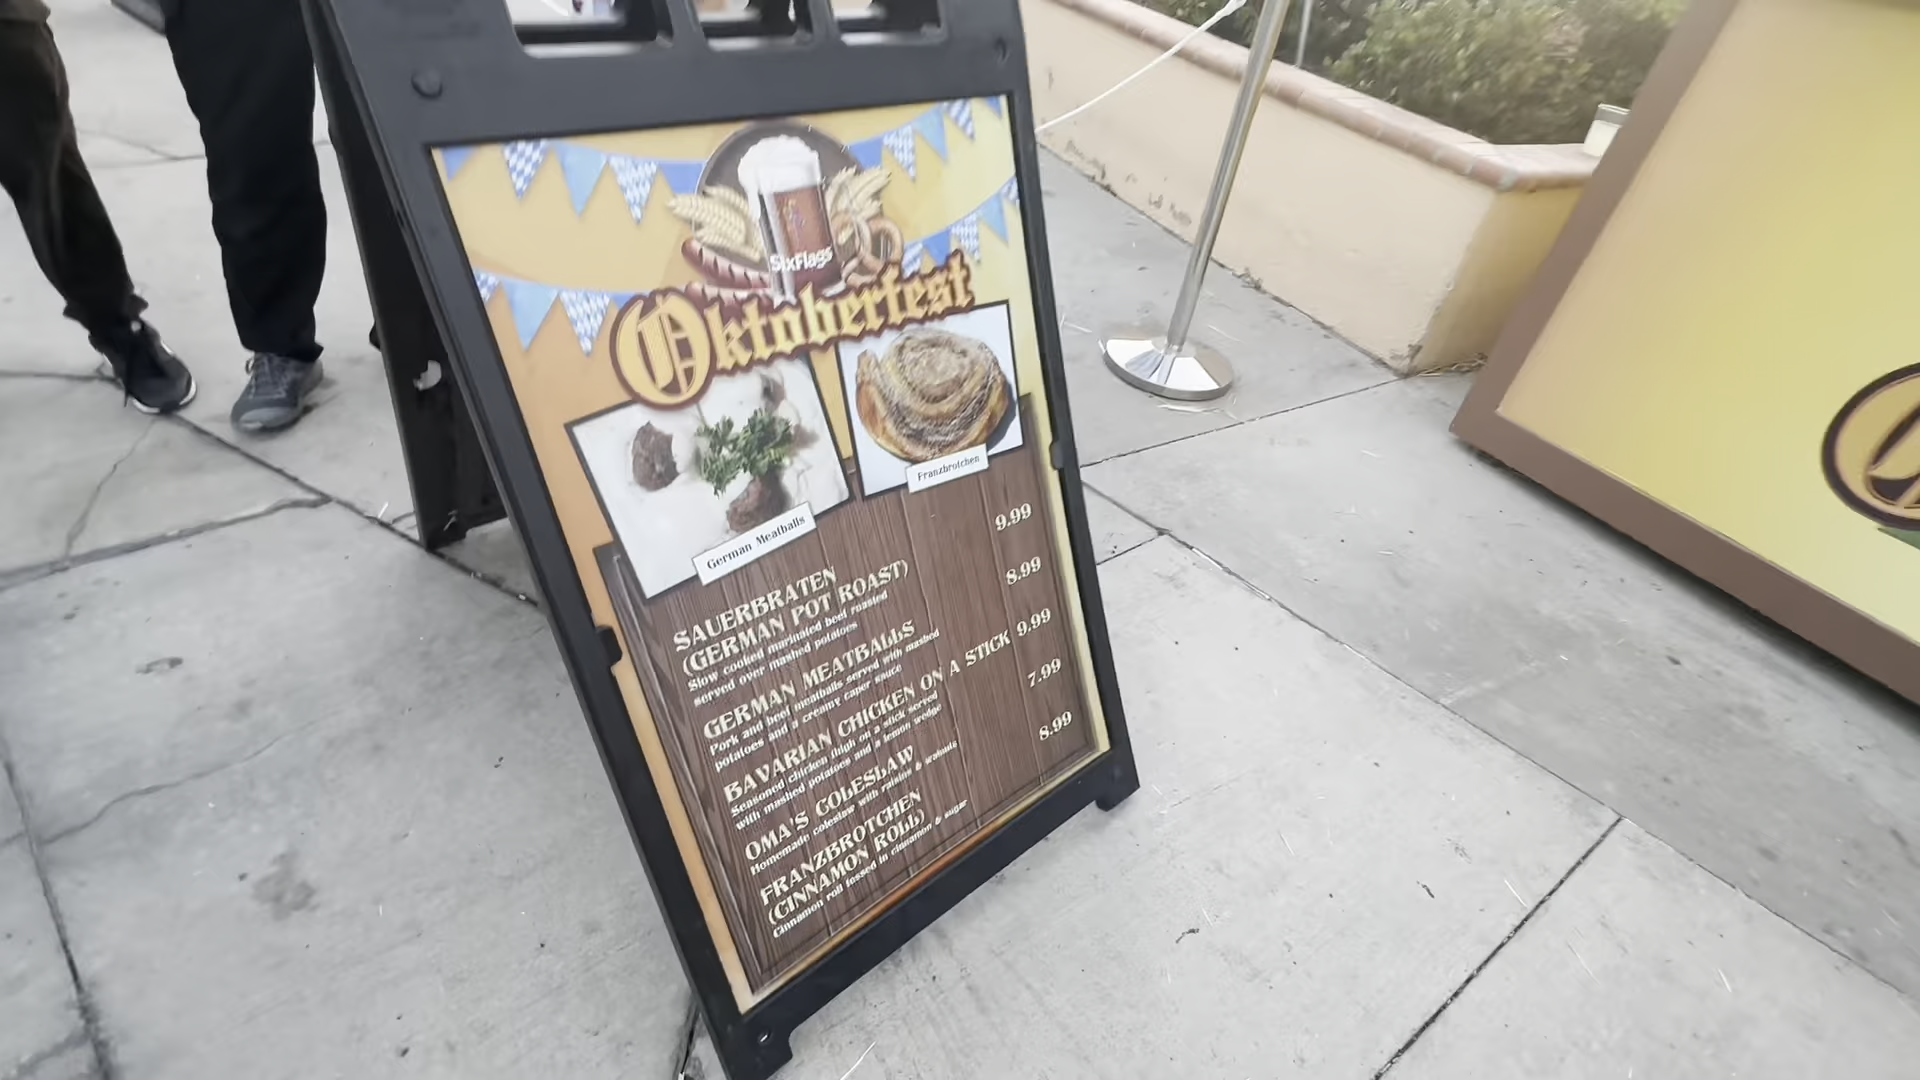 SixFlags
Oktoberfest
German Meatballs
Franzbrotchen
SAUERBRATEN
(GERMAN POT ROAST) 9.99
Slow cooked marinated beef roasted
served over mashed potatoes
GERMAN MEATBALLS 8.99
Pork and beef meatballs served with mashed
potatoes and a creamy caper sauce
BAVARIAN CHICKEN ON A STICK 9.99
Seasoned chicken thigh on a stick served
with mashed potatoes and a lemon wedge
OMA'S COLESLAW 7.99
Homemade coleslaw with raisins & walnuts
FRANZBROTCHEN
(CINNAMON ROLL) 8.99
Cinnamon roll tossed in cinnamon & sugar